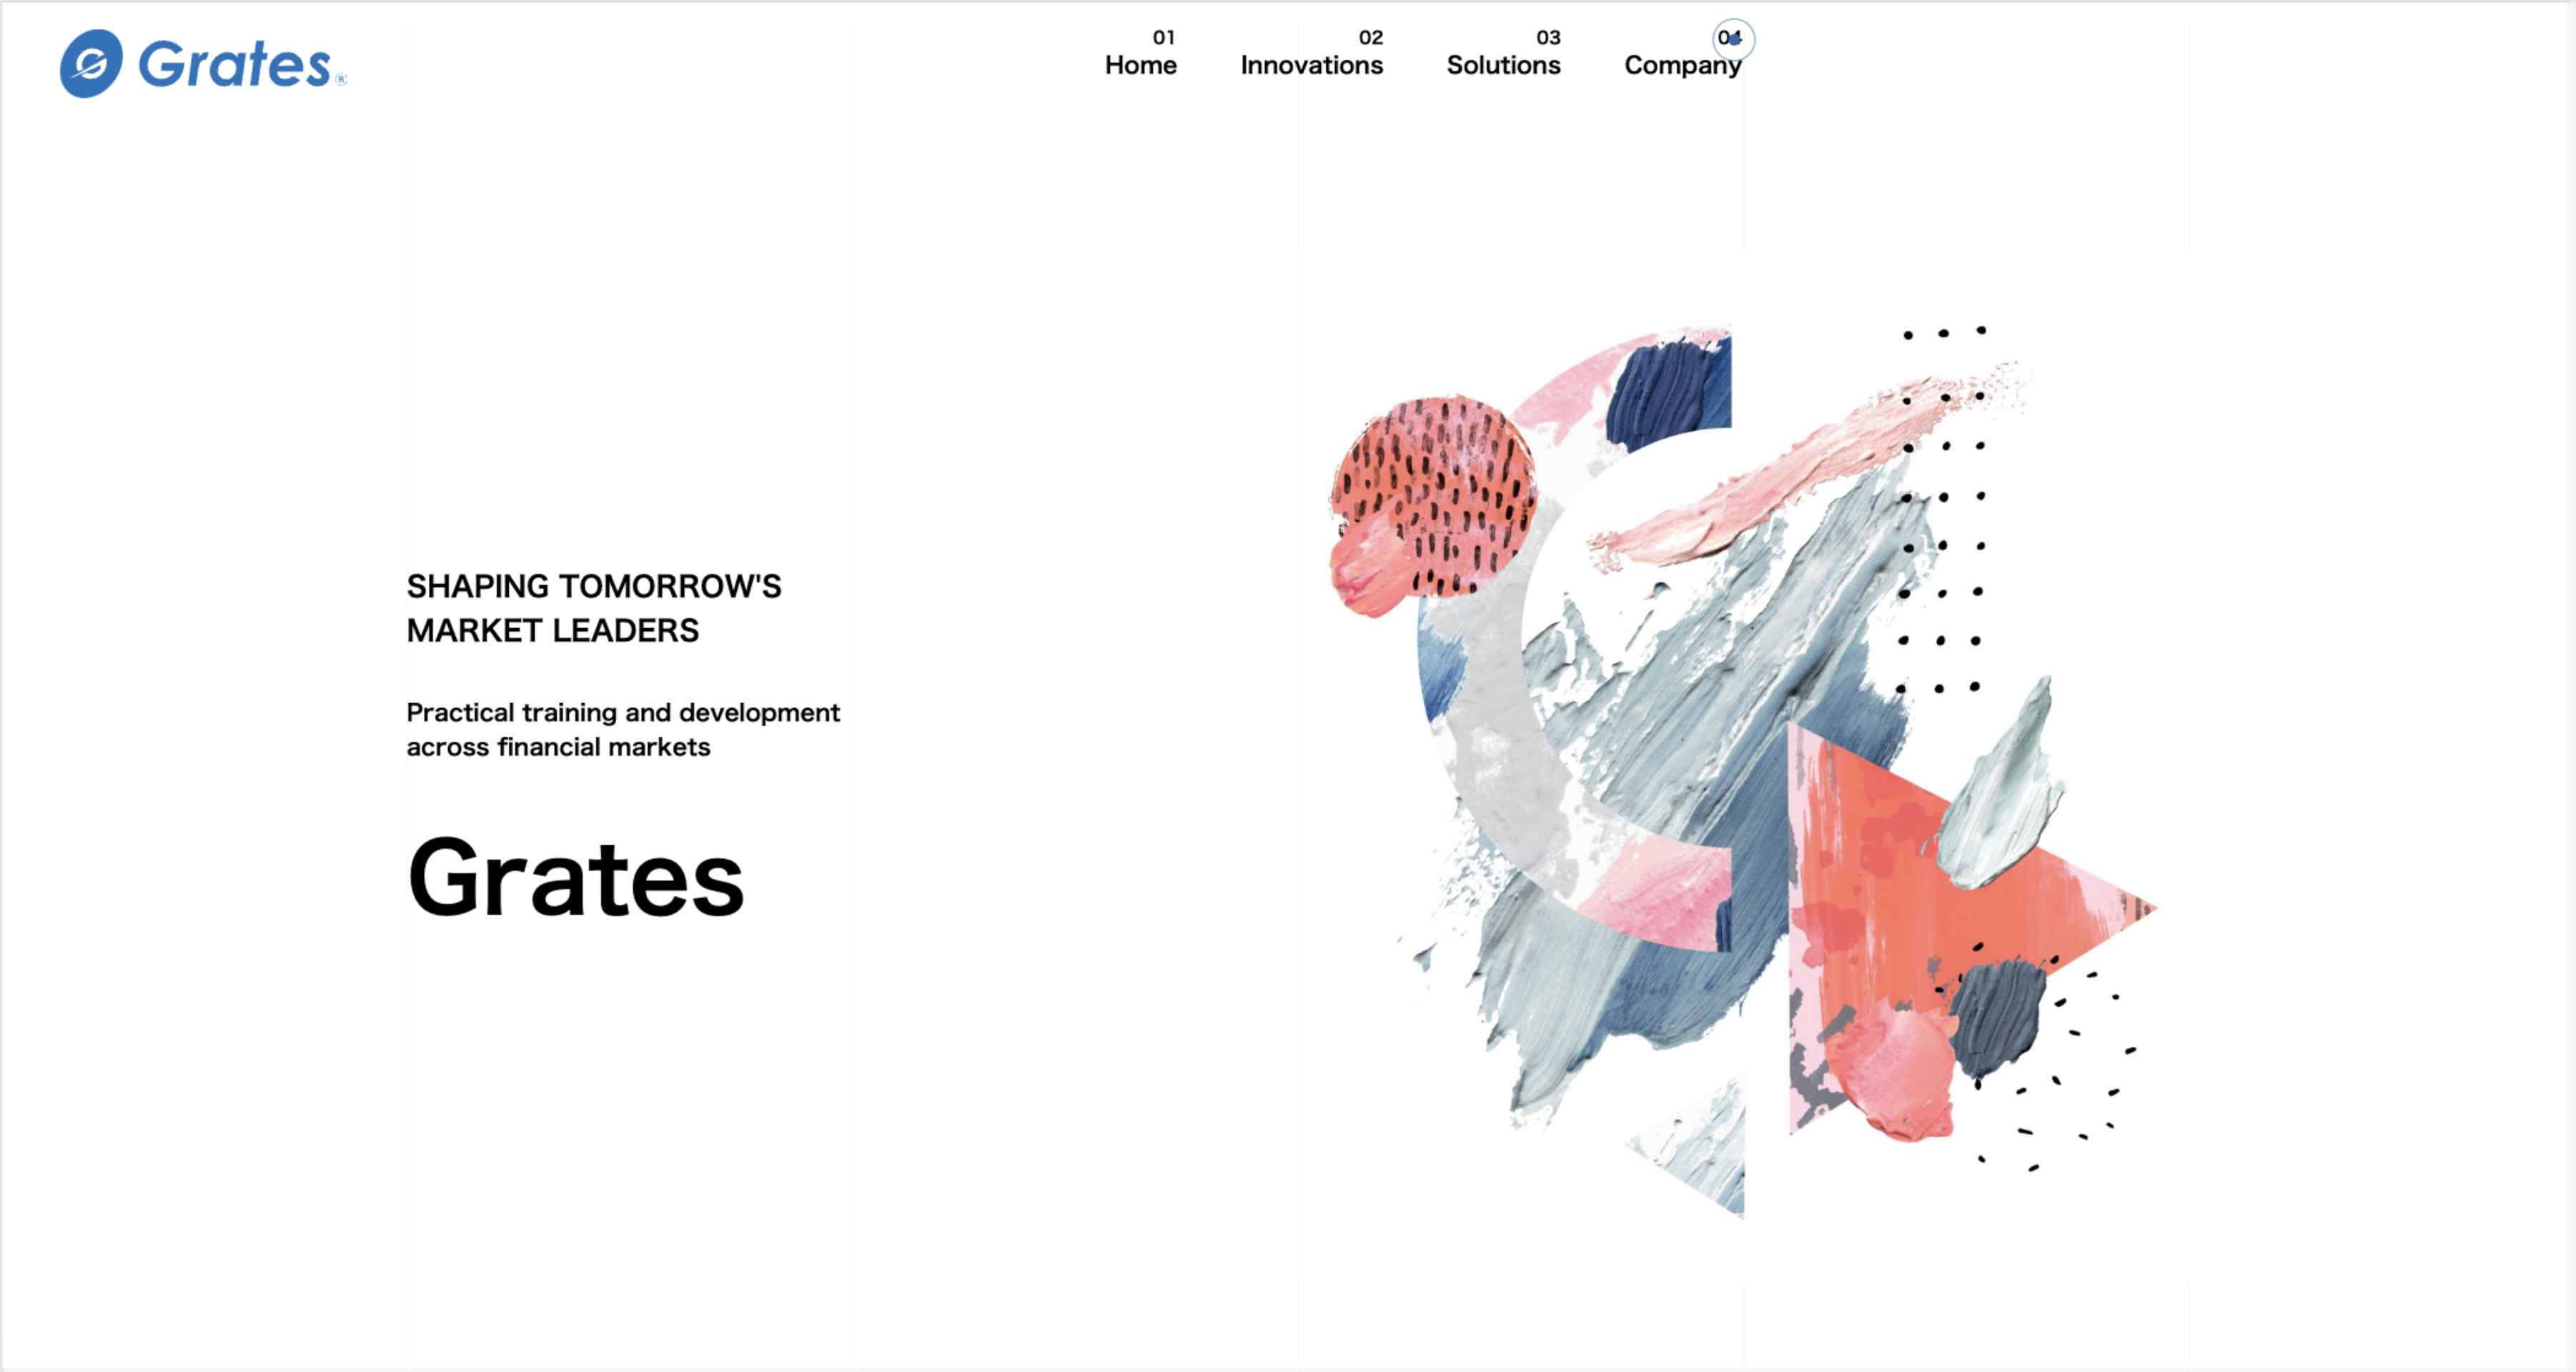 Grates®
01
Home
02
Innovations
03
Solutions
04
Company
SHAPING TOMORROW'S
MARKET LEADERS
Practical training and development
across financial markets
Grates